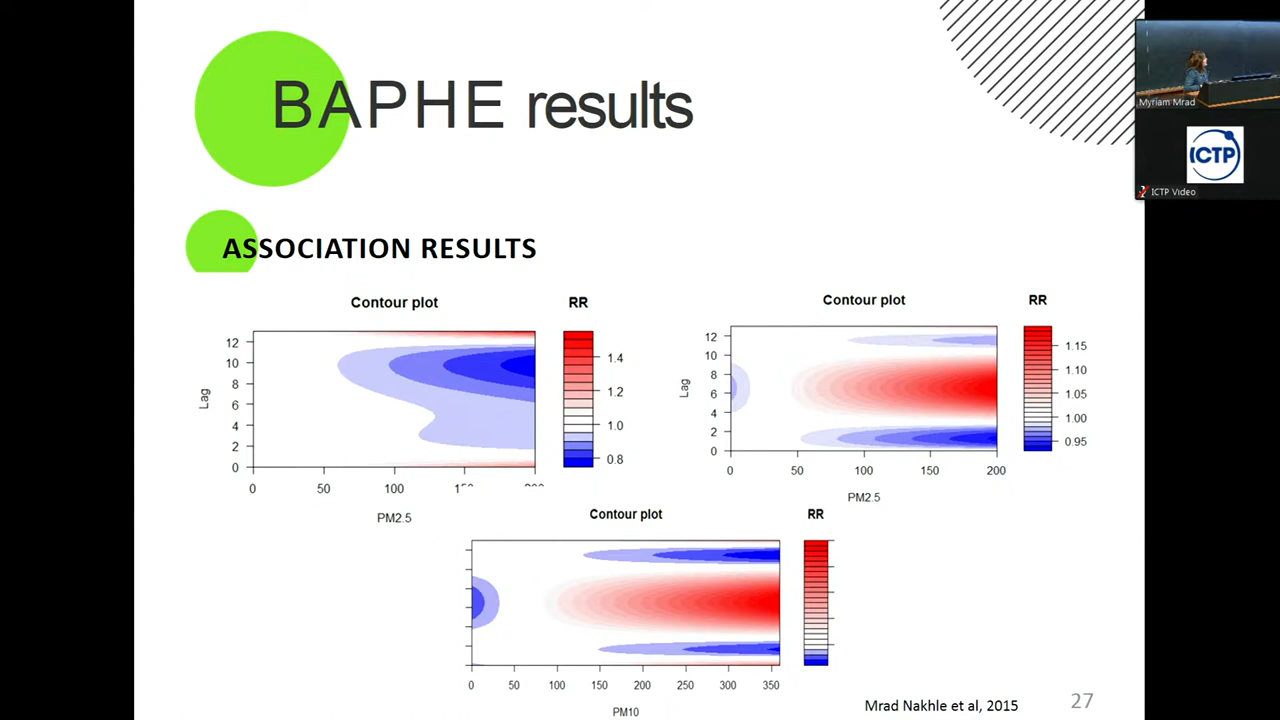 BAPHE results
Myriam Mrad
ICTP
ICTP Video
ASSOCIATION RESULTS
Contour plot
RR
12
10
8
6
4
2
0
Lag
0 50 100
PM2.5
1.4
1.2
1.0
0.8
Contour plot
RR
12
10
8
6
4
2
0
Lag
0 50 100 150 200
PM2.5
1.15
1.10
1.05
1.00
0.95
Contour plot
RR
0 50 100 150 200 250 300 350
PM10
Mrad Nakhle et al, 2015
27